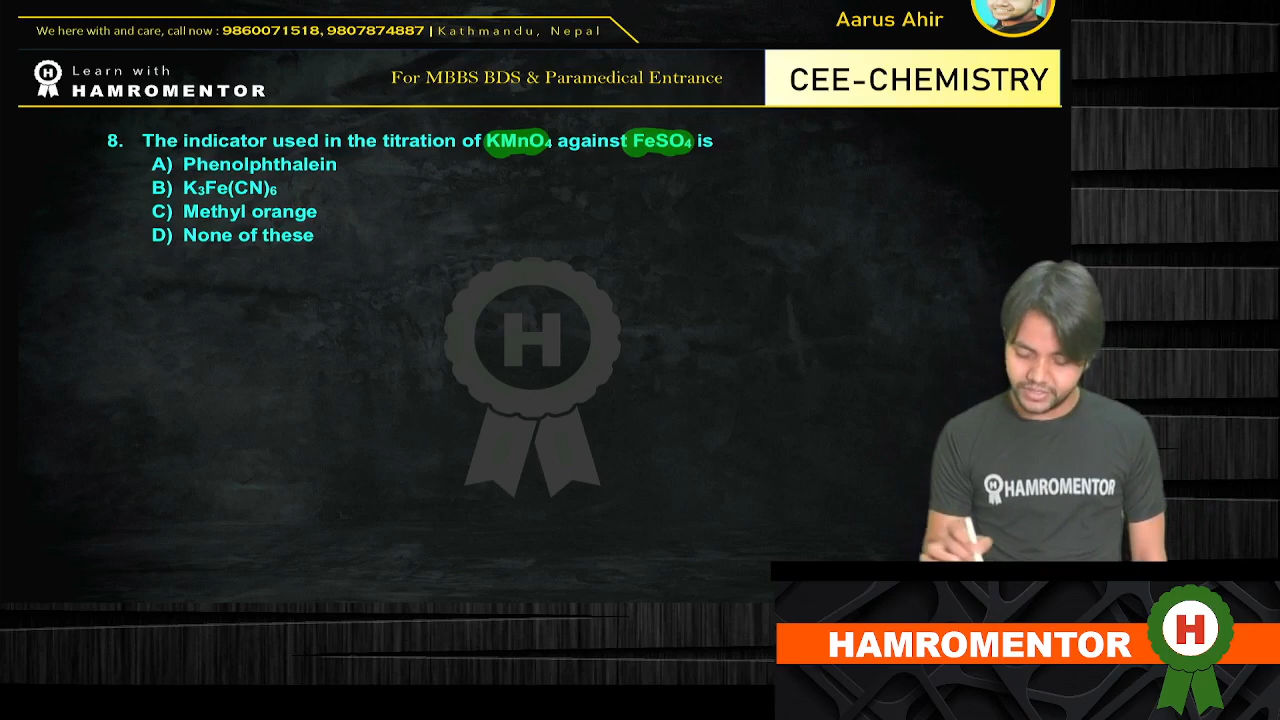 Aarus Ahir
We here with and care, call now : 9860071518, 9807874887 | Kathmandu, Nepal
H Learn with
HAMROMENTOR
For MBBS BDS & Paramedical Entrance
CEE-CHEMISTRY
8. The indicator used in the titration of KMnO₄ against FeSO₄ is
A) Phenolphthalein
B) K₃Fe(CN)₆
C) Methyl orange
D) None of these
H
H HAMROMENTOR
HAMROMENTOR H